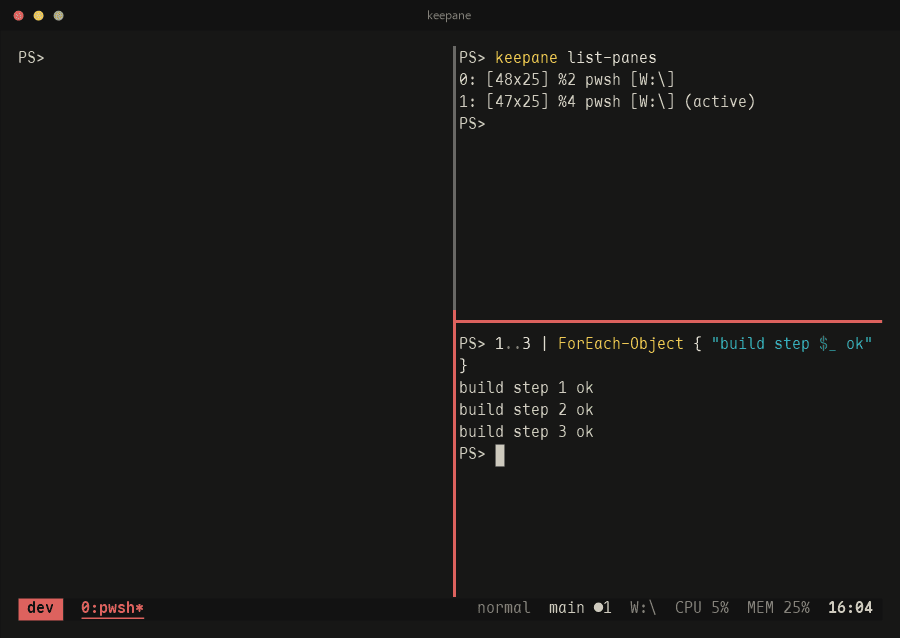 keepane
PS>
PS> keepane list-panes
0: [48x25] %2 pwsh [W:\]
1: [47x25] %4 pwsh [W:\] (active)
PS>
PS> 1..3 | ForEach-Object { "build step $_ ok"
}
build step 1 ok
build step 2 ok
build step 3 ok
PS>
dev 0:pwsh* normal main ●1 W:\ CPU 5% MEM 25% 16:04